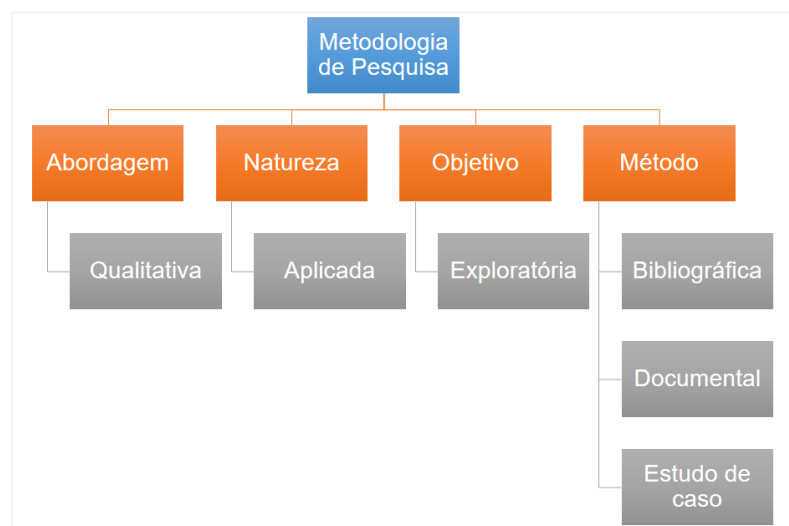 Metodologia
de Pesquisa
Abordagem
Natureza
Objetivo
Método
Qualitativa
Aplicada
Exploratória
Bibliográfica
Documental
Estudo de
caso